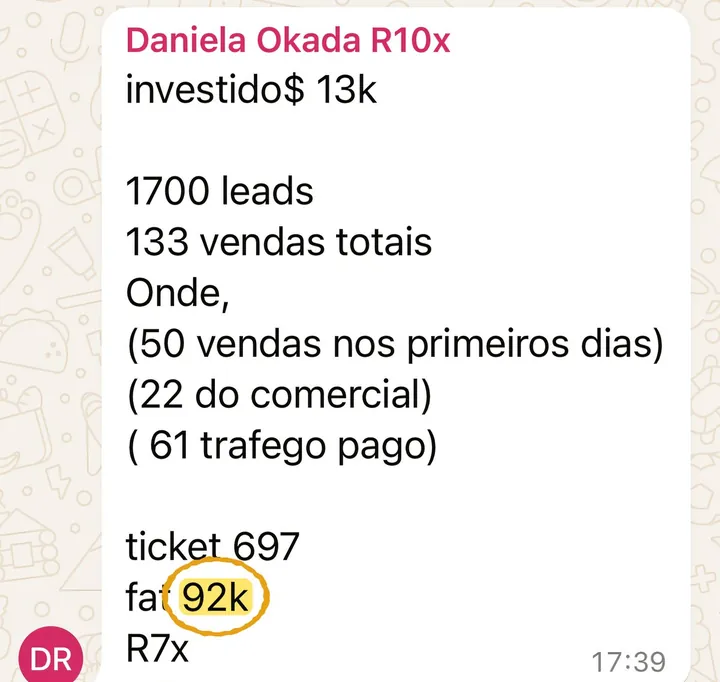 Daniela Okada R10x
investido$ 13k
1700 leads
133 vendas totais
Onde,
(50 vendas nos primeiros dias)
(22 do comercial)
( 61 trafego pago)
ticket 697
fat 92k
R7x
17:39
DR